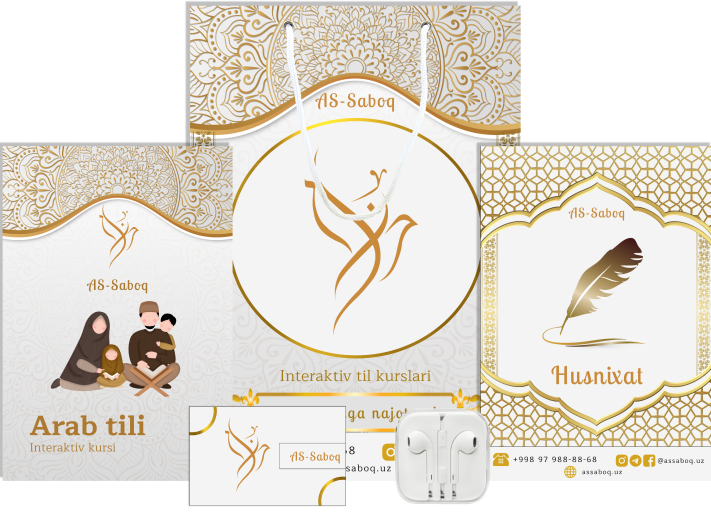 AS-Saboq
Interaktiv til kurslari
AS-Saboq
Arab tili
Interaktiv kursi
AS-Saboq
AS-Saboq
Husnixat
+998 97 988-88-68
@assaboq.uz
assaboq.uz